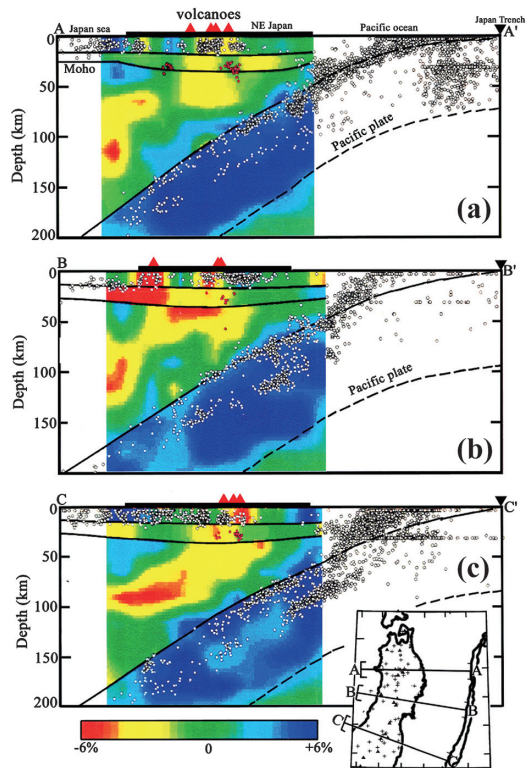 volcanoes
A Japan sea NE Japan Pacific ocean Japan Trench A'
0
Moho
50
100
150
200
Depth (km)
Pacific plate
(a)
B B'
0
50
100
150
Depth (km)
Pacific plate
(b)
C C'
0
50
100
150
200
Depth (km)
(c)
A A
B B
C C
-6% 0 +6%